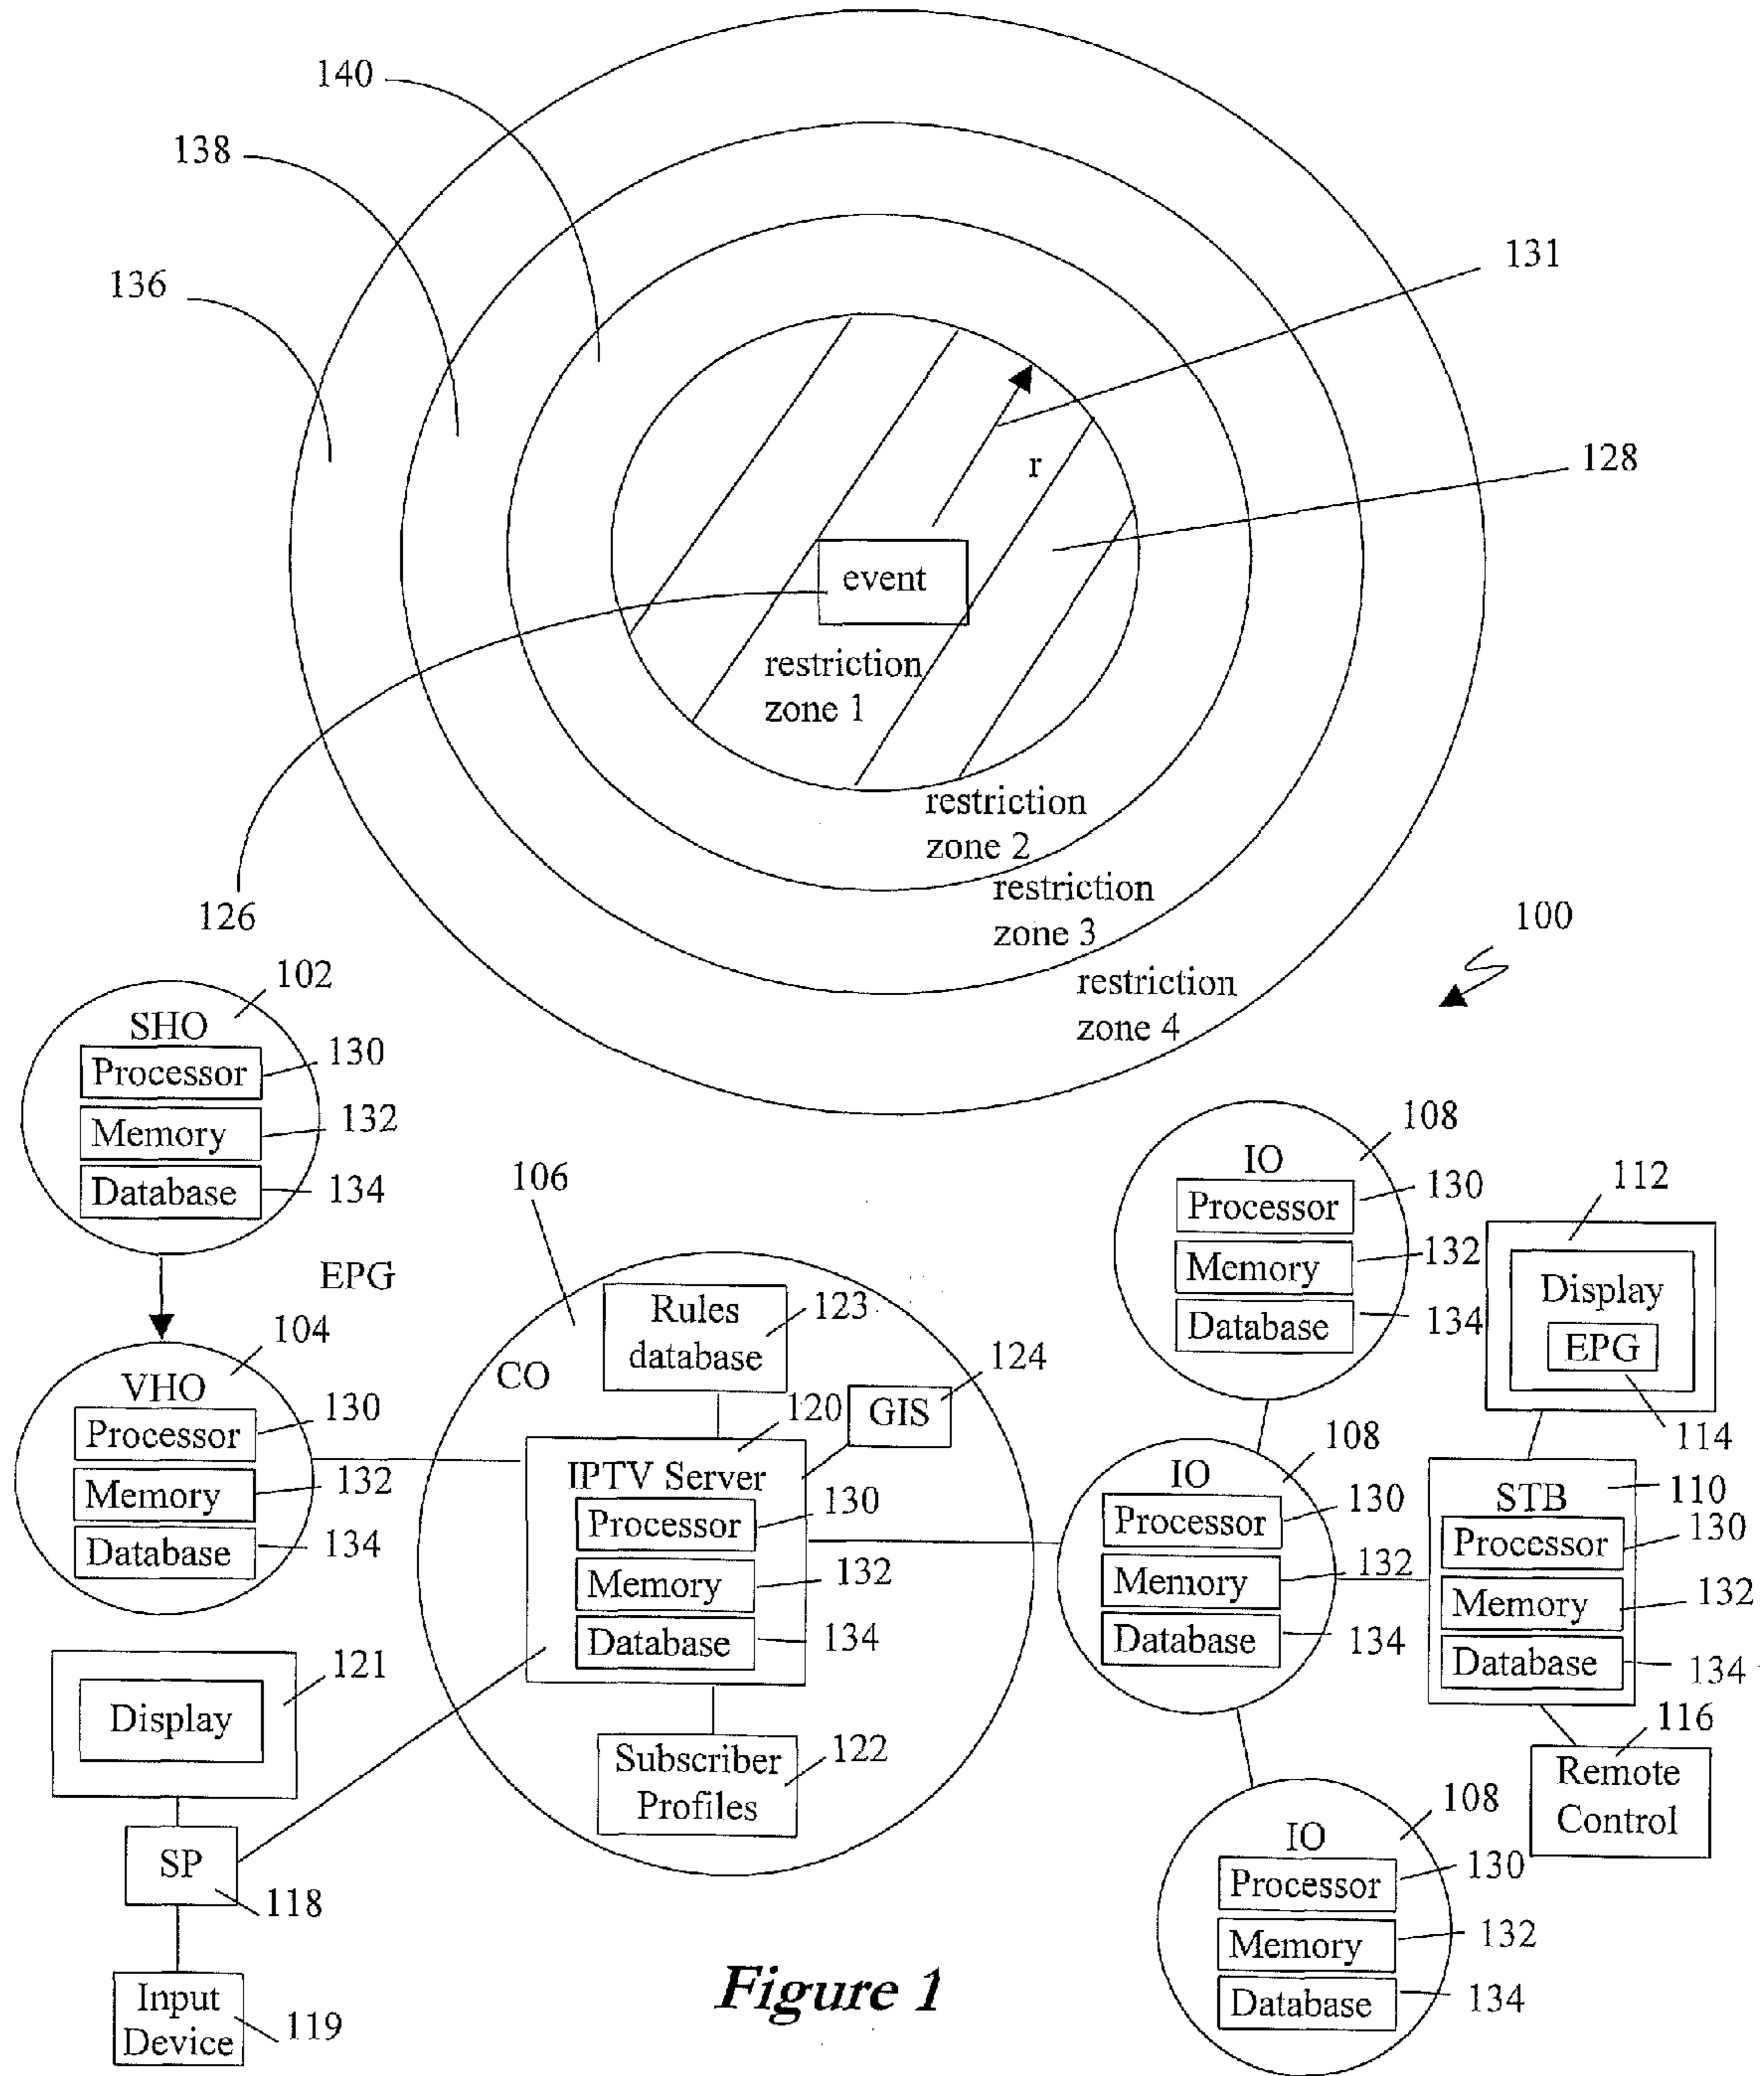 140
138
136
131
128
r
event
restriction
zone 1
restriction
zone 2
restriction
zone 3
restriction
zone 4
126
100
102
SHO
Processor
130
Memory
132
Database
134
EPG
104
VHO
Processor
130
Memory
132
Database
134
106
CO
Rules
database
123
GIS
124
120
IPTV Server
Processor
130
Memory
132
Database
134
Subscriber
Profiles
122
121
Display
SP
118
Input
Device
119
108
IO
Processor
130
Memory
132
Database
134
108
IO
Processor
130
Memory
132
Database
134
108
IO
Processor
130
Memory
132
Database
134
112
Display
EPG
114
STB
110
Processor
130
Memory
132
Database
134
116
Remote
Control
Figure 1